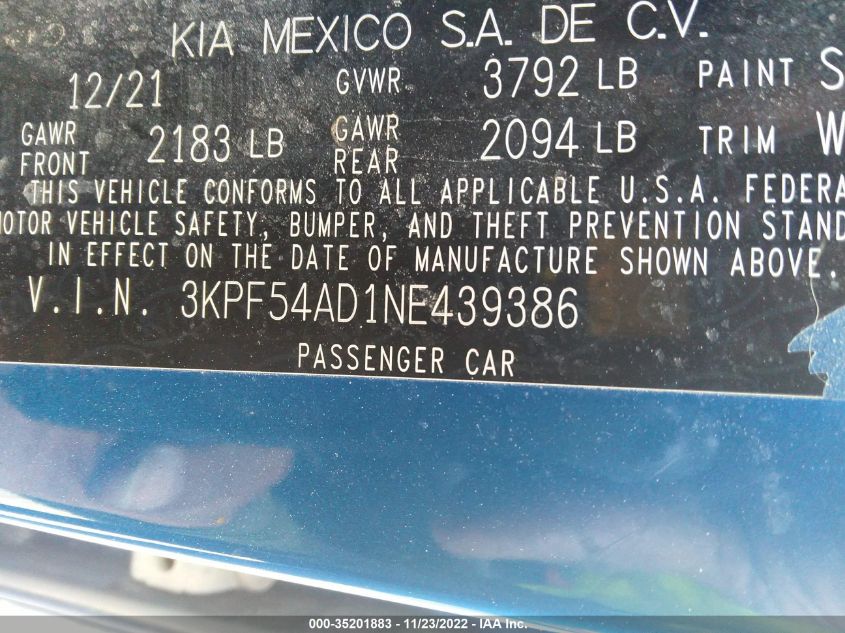 KIA MEXICO S.A. DE C.V.
12/21 GVWR 3792 LB PAINT S
GAWR FRONT 2183 LB GAWR REAR 2094 LB TRIM W
THIS VEHICLE CONFORMS TO ALL APPLICABLE U.S.A. FEDERA
MOTOR VEHICLE SAFETY, BUMPER, AND THEFT PREVENTION STAND
IN EFFECT ON THE DATE OF MANUFACTURE SHOWN ABOVE.
V.I.N. 3KPF54AD1NE439386
PASSENGER CAR
000-35201883 - 11/23/2022 - IAA Inc.